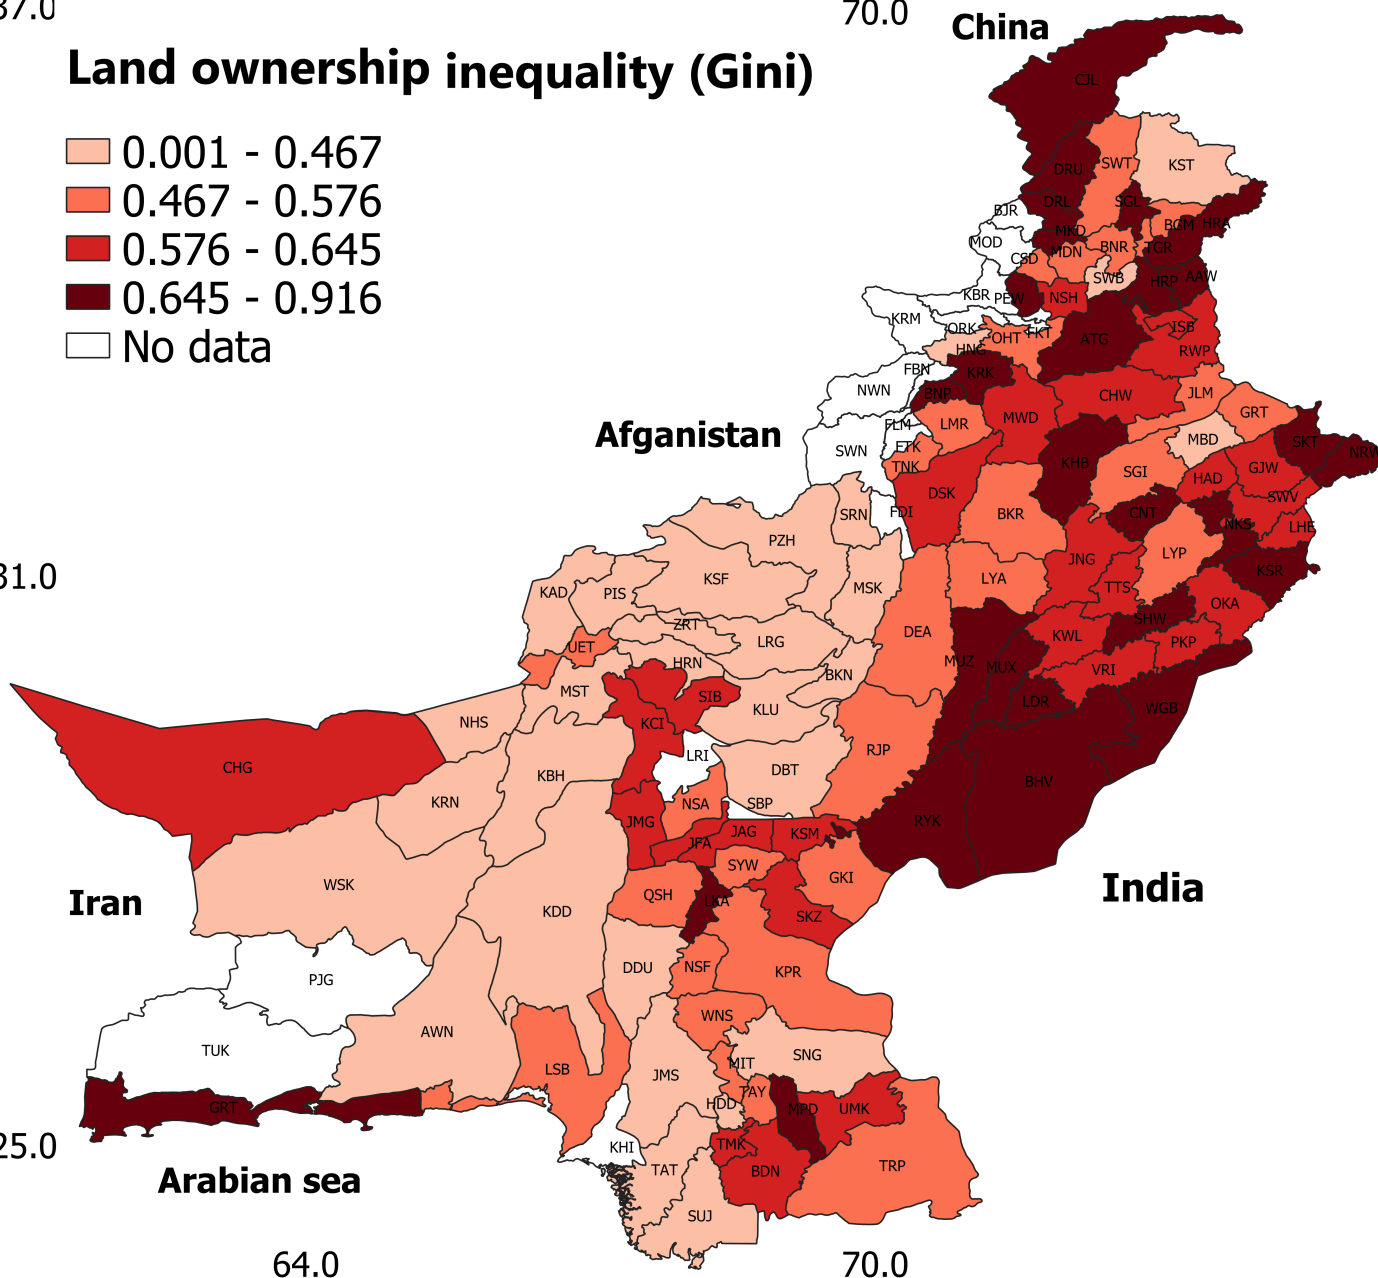 37.0
70.0
China
Land ownership inequality (Gini)
0.001 - 0.467
0.467 - 0.576
0.576 - 0.645
0.645 - 0.916
No data
CJL
SWT
KST
DRU
DRL
SGL
BJR
BGM
HRA
MKD
MOD
BNR
TGR
MDN
CSD
SWB
HRP
AAW
KBR
PEW
NSH
KRM
ORK
OHT
FKT
ATG
ISB
HNG
RWP
FBN
KRK
NWN
BNP
CHW
JLM
GRT
FLM
LMR
MWD
Afganistan
SWN
FTK
MBD
SKT
NRW
TNK
KHB
SGI
HAD
GJW
DSK
SWV
SRN
FDI
BKR
CNT
NKS
LHE
PZH
LYP
31.0
KSF
MSK
LYA
JNG
TTS
KSR
KAD
PIS
OKA
ZRT
DEA
SHW
UET
LRG
KWL
PKP
HRN
BKN
MUZ
MUX
VRI
MST
SIB
LDR
WGB
NHS
KCI
KLU
RJP
CHG
KBH
LRI
DBT
BHV
KRN
NSA
SBP
JMG
JAG
KSM
RYK
JFA
SYW
GKI
India
WSK
QSH
LKA
Iran
KDD
SKZ
DDU
NSF
KPR
PJG
WNS
AWN
TUK
MIT
SNG
LSB
JMS
TAY
GRT
HDD
MPD
UMK
25.0
KHI
TMK
Arabian sea
TAT
BDN
TRP
SUJ
64.0
70.0